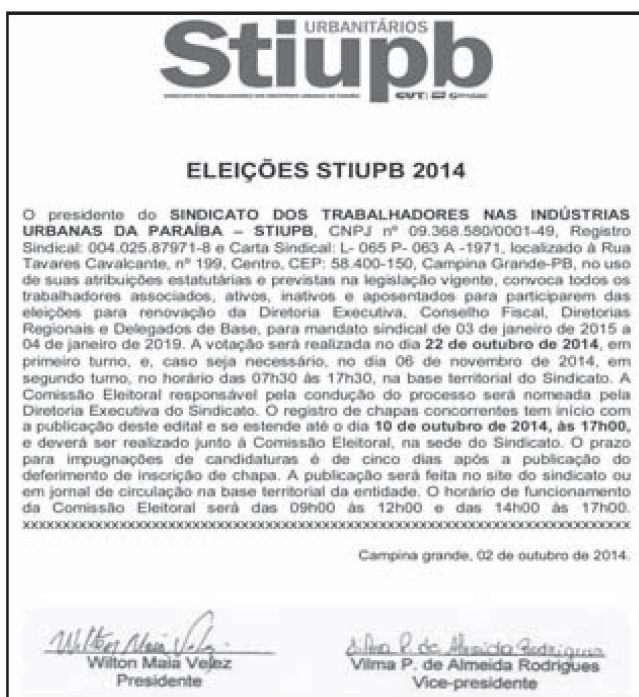 URBANITÁRIOS
Stiupb
SINDICATO DOS TRABALHADORES NAS INDÚSTRIAS URBANAS DA PARAÍBA CUT
ELEIÇÕES STIUPB 2014
O presidente do SINDICATO DOS TRABALHADORES NAS INDÚSTRIAS
URBANAS DA PARAÍBA – STIUPB, CNPJ nº 09.368.580/0001-49, Registro
Sindical: 004.025.87971-8 e Carta Sindical: L- 065 P- 063 A -1971, localizado à Rua
Tavares Cavalcante, nº 199, Centro, CEP: 58.400-150, Campina Grande-PB, no uso
de suas atribuições estatutárias e previstas na legislação vigente, convoca todos os
trabalhadores associados, ativos, inativos e aposentados para participarem das
eleições para renovação da Diretoria Executiva, Conselho Fiscal, Diretorias
Regionais e Delegados de Base, para mandato sindical de 03 de janeiro de 2015 a
04 de janeiro de 2019. A votação será realizada no dia 22 de outubro de 2014, em
primeiro turno, e, caso seja necessário, no dia 06 de novembro de 2014, em
segundo turno, no horário das 07h30 às 17h30, na base territorial do Sindicato. A
Comissão Eleitoral responsável pela condução do processo será nomeada pela
Diretoria Executiva do Sindicato. O registro de chapas concorrentes tem início com
a publicação deste edital e se estende até o dia 10 de outubro de 2014, às 17h00,
e deverá ser realizado junto à Comissão Eleitoral, na sede do Sindicato. O prazo
para impugnações de candidaturas é de cinco dias após a publicação do
deferimento de inscrição de chapa. A publicação será feita no site do sindicato ou
em jornal de circulação na base territorial da entidade. O horário de funcionamento
da Comissão Eleitoral será das 09h00 às 12h00 e das 14h00 às 17h00.
Campina grande, 02 de outubro de 2014.
Wilton Maia Velez
Presidente
Vilma P. de Almeida Rodrigues
Vice-presidente